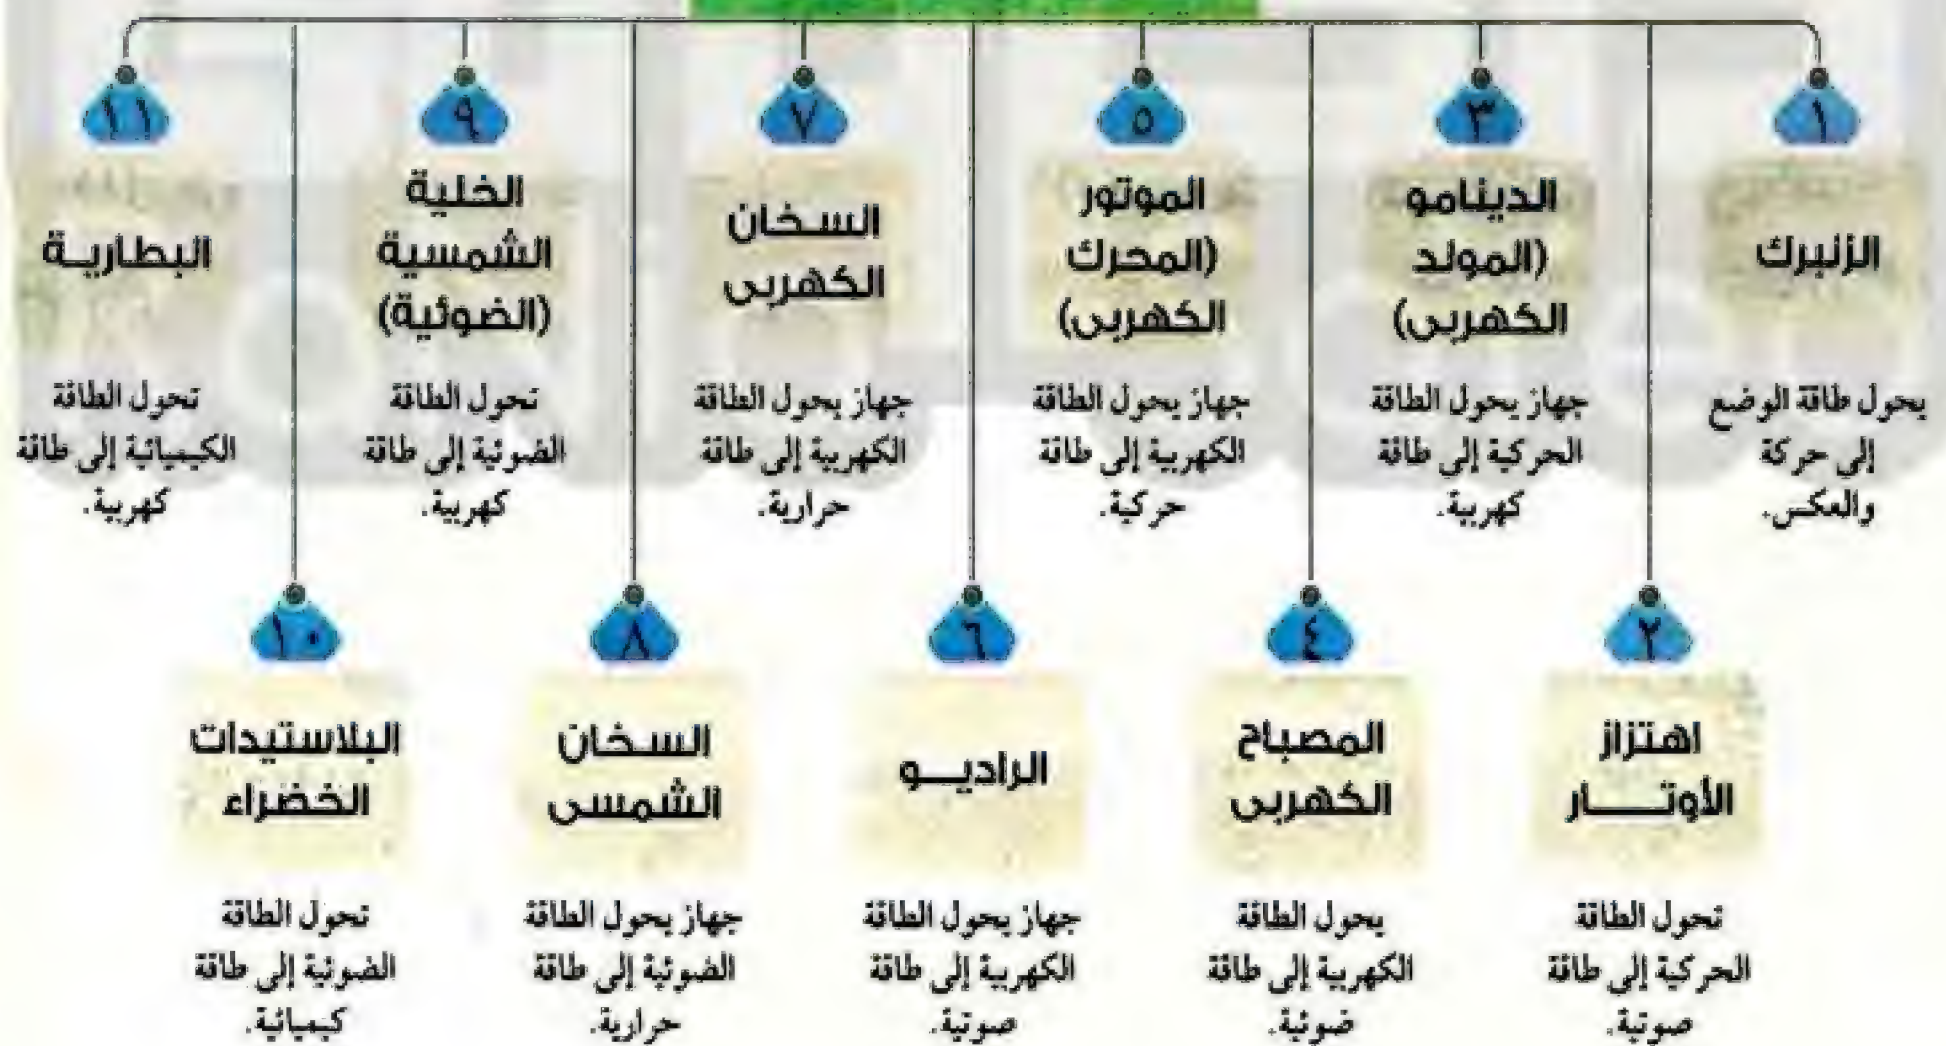 ١
الزنبرك
يحول طاقة الوضع
إلى حركة
والعكس.
٢
اهتزاز
الأوتـــار
تحول الطاقة
الحركية إلى طاقة
صوتية.
٣
الدينامو
(المولد
الكهربى)
جهاز يحول الطاقة
الحركية إلى طاقة
كهربية.
٤
المصباح
الكهربى
يحول الطاقة
الكهربية إلى طاقة
ضوئية.
٥
الموتور
(المحرك
الكهربى)
جهاز يحول الطاقة
الكهربية إلى طاقة
حركية.
٦
الراديــو
جهاز يحول الطاقة
الكهربية إلى طاقة
صوتية.
٧
السخان
الكهربى
جهاز يحول الطاقة
الكهربية إلى طاقة
حرارية.
٨
السخان
الشمسى
جهاز يحول الطاقة
الضوئية إلى طاقة
حرارية.
٩
الخلية
الشمسية
(الضوئية)
تحول الطاقة
الضوئية إلى طاقة
كهربية.
١٠
البلاستيدات
الخضراء
تحول الطاقة
الضوئية إلى طاقة
كيميائية.
١١
البطاريــة
تحول الطاقة
الكيميائية إلى طاقة
كهربية.